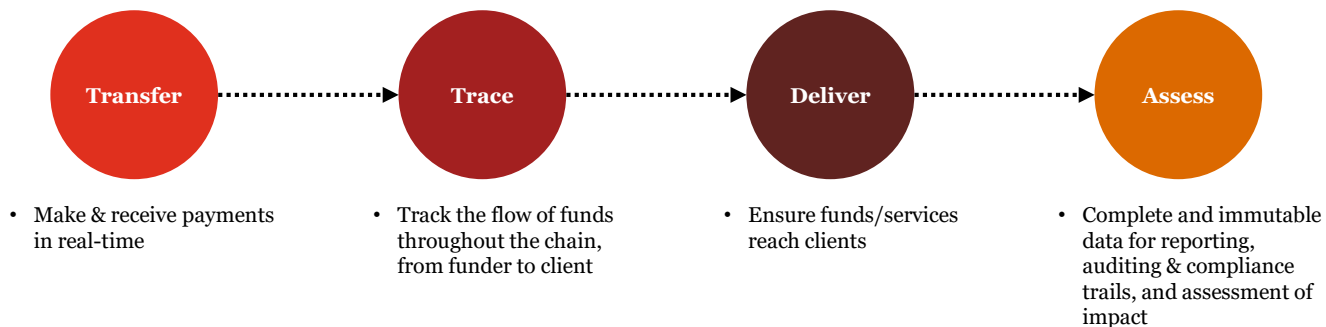 Transfer
Trace
Deliver
Assess
• Make & receive payments
in real-time
• Track the flow of funds
throughout the chain,
from funder to client
• Ensure funds/services
reach clients
• Complete and immutable
data for reporting,
auditing & compliance
trails, and assessment of
impact